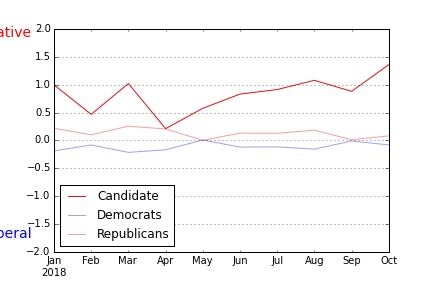 2.0
ative
1.5
1.0
0.5
0.0
−0.5
−1.0
−1.5
beral
−2.0
Candidate
Democrats
Republicans
Jan Feb Mar Apr May Jun Jul Aug Sep Oct
2018